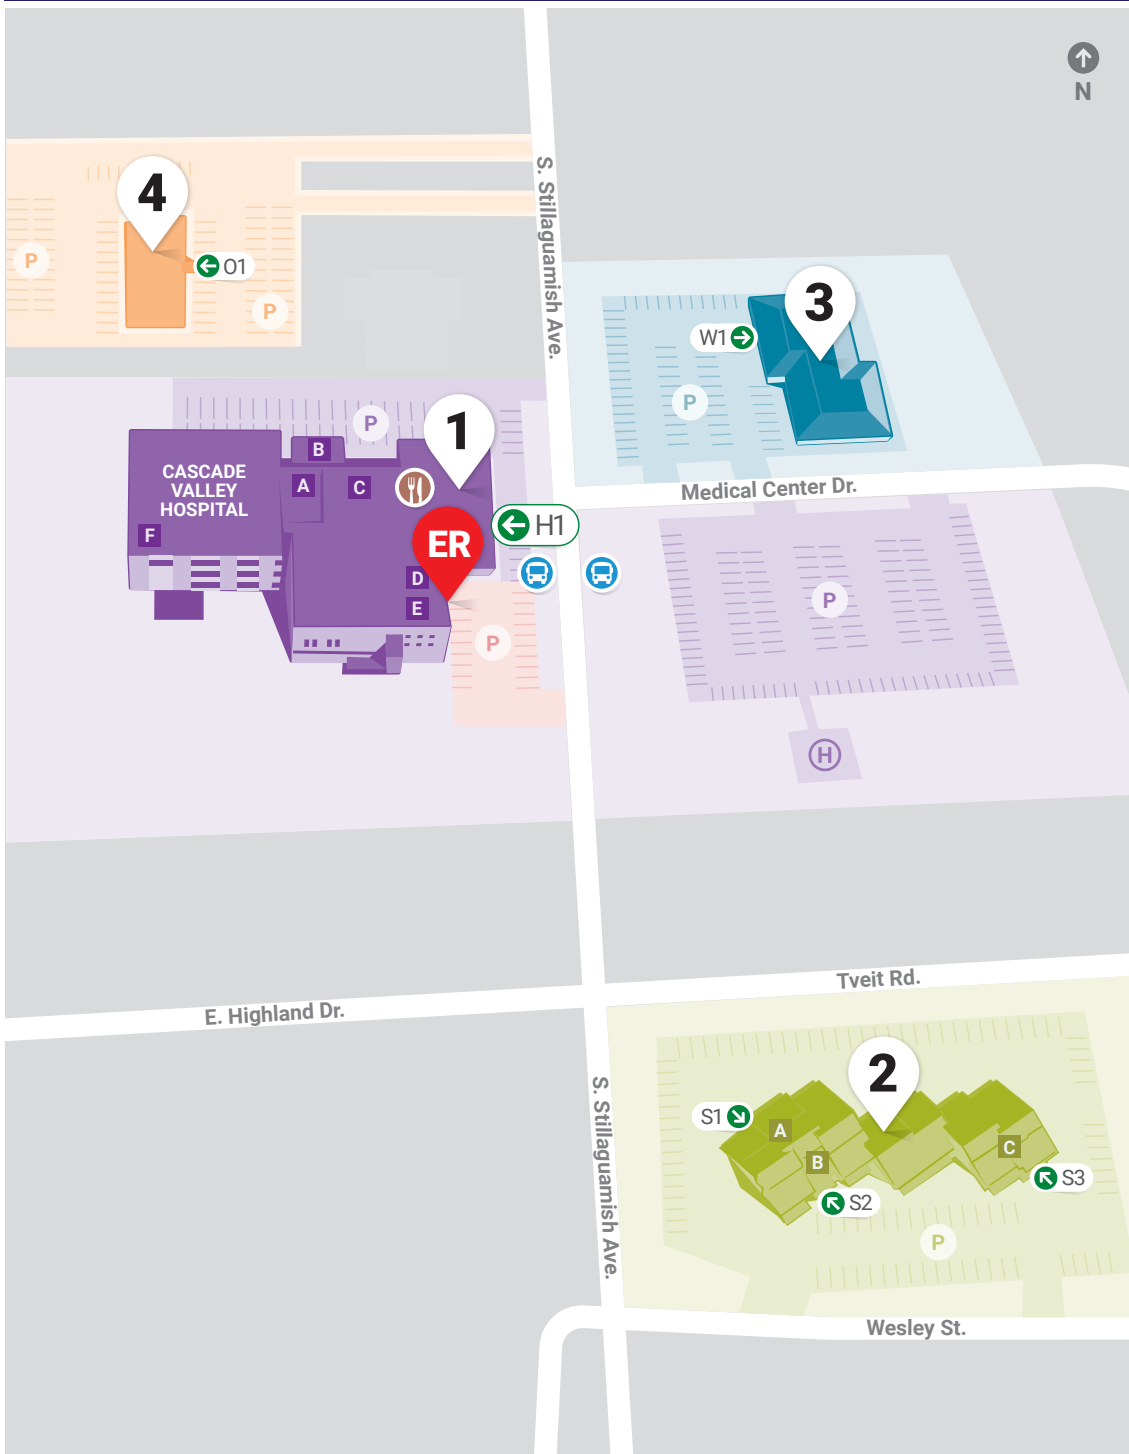 N
S. Stillaguamish Ave.
4
P
O1
P
3
W1
P
1
P
B
CASCADE
VALLEY
HOSPITAL
A
C
F
Medical Center Dr.
H1
ER
D
E
P
P
H
Tveit Rd.
E. Highland Dr.
2
S. Stillaguamish Ave.
S1
A
B
C
S3
S2
P
Wesley St.